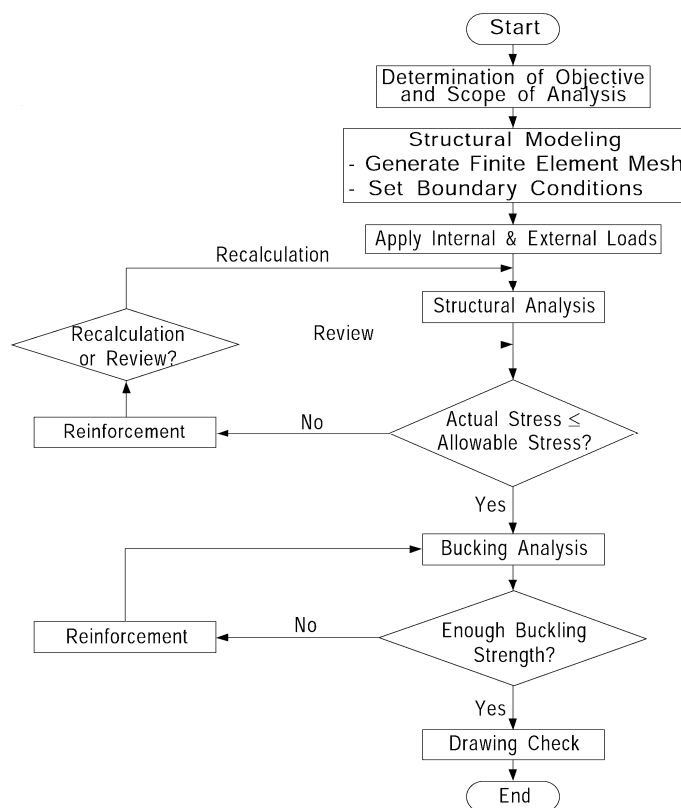 Start
Determination of Objective
and Scope of Analysis
Structural Modeling
- Generate Finite Element Mesh
- Set Boundary Conditions
Apply Internal & External Loads
Recalculation
Structural Analysis
Recalculation
or Review?
Review
Actual Stress ≤
Allowable Stress?
No
Reinforcement
Yes
Bucking Analysis
Enough Buckling
Strength?
No
Reinforcement
Yes
Drawing Check
End